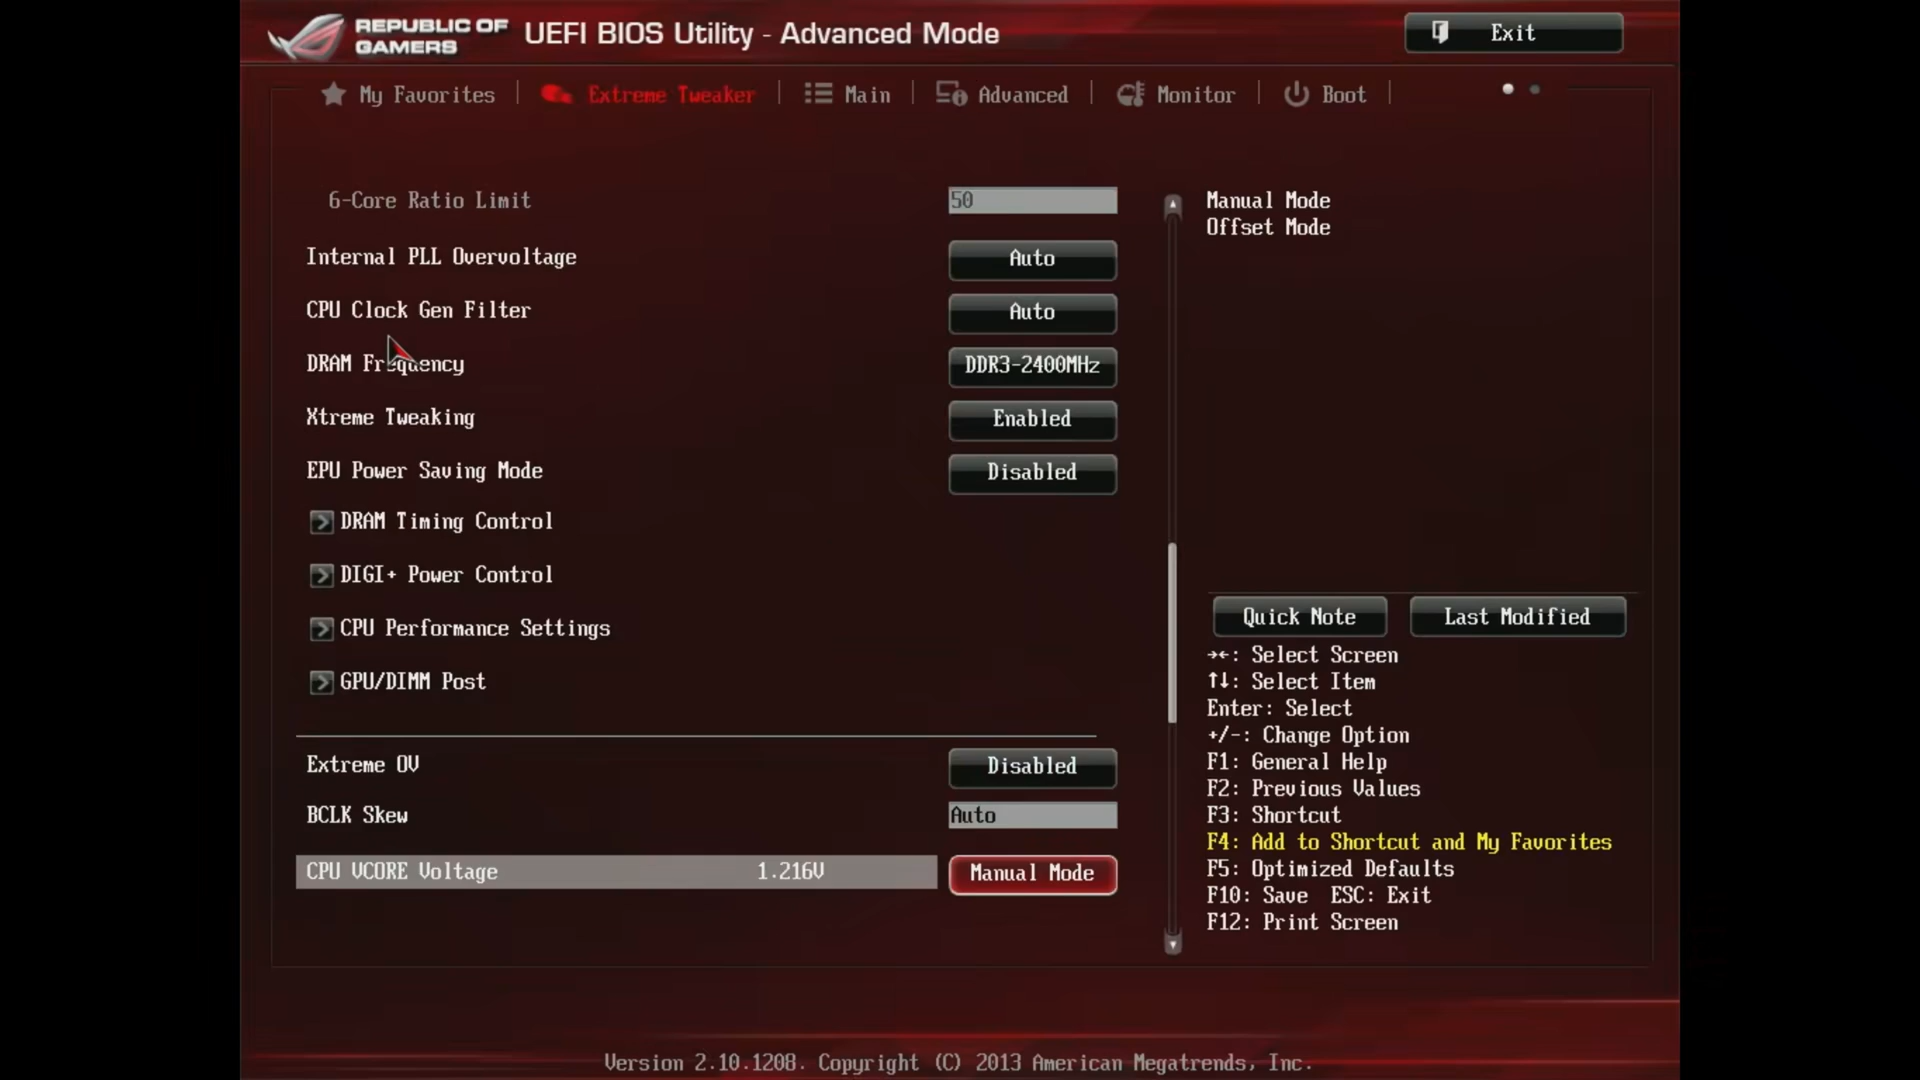 REPUBLIC OF GAMERS UEFI BIOS Utility - Advanced Mode Exit
My Favorites Extreme Tweaker Main Advanced Monitor Boot
6-Core Ratio Limit 50
Internal PLL Overvoltage Auto
CPU Clock Gen Filter Auto
DRAM Frequency DDR3-2400MHz
Xtreme Tweaking Enabled
EPU Power Saving Mode Disabled
> DRAM Timing Control
> DIGI+ Power Control
> CPU Performance Settings
> GPU/DIMM Post
Extreme OV Disabled
BCLK Skew Auto
CPU VCORE Voltage 1.216V Manual Mode
Manual Mode
Offset Mode
Quick Note Last Modified
→←: Select Screen
↑↓: Select Item
Enter: Select
+/-: Change Option
F1: General Help
F2: Previous Values
F3: Shortcut
F4: Add to Shortcut and My Favorites
F5: Optimized Defaults
F10: Save ESC: Exit
F12: Print Screen
Version 2.10.1208. Copyright (C) 2013 American Megatrends, Inc.